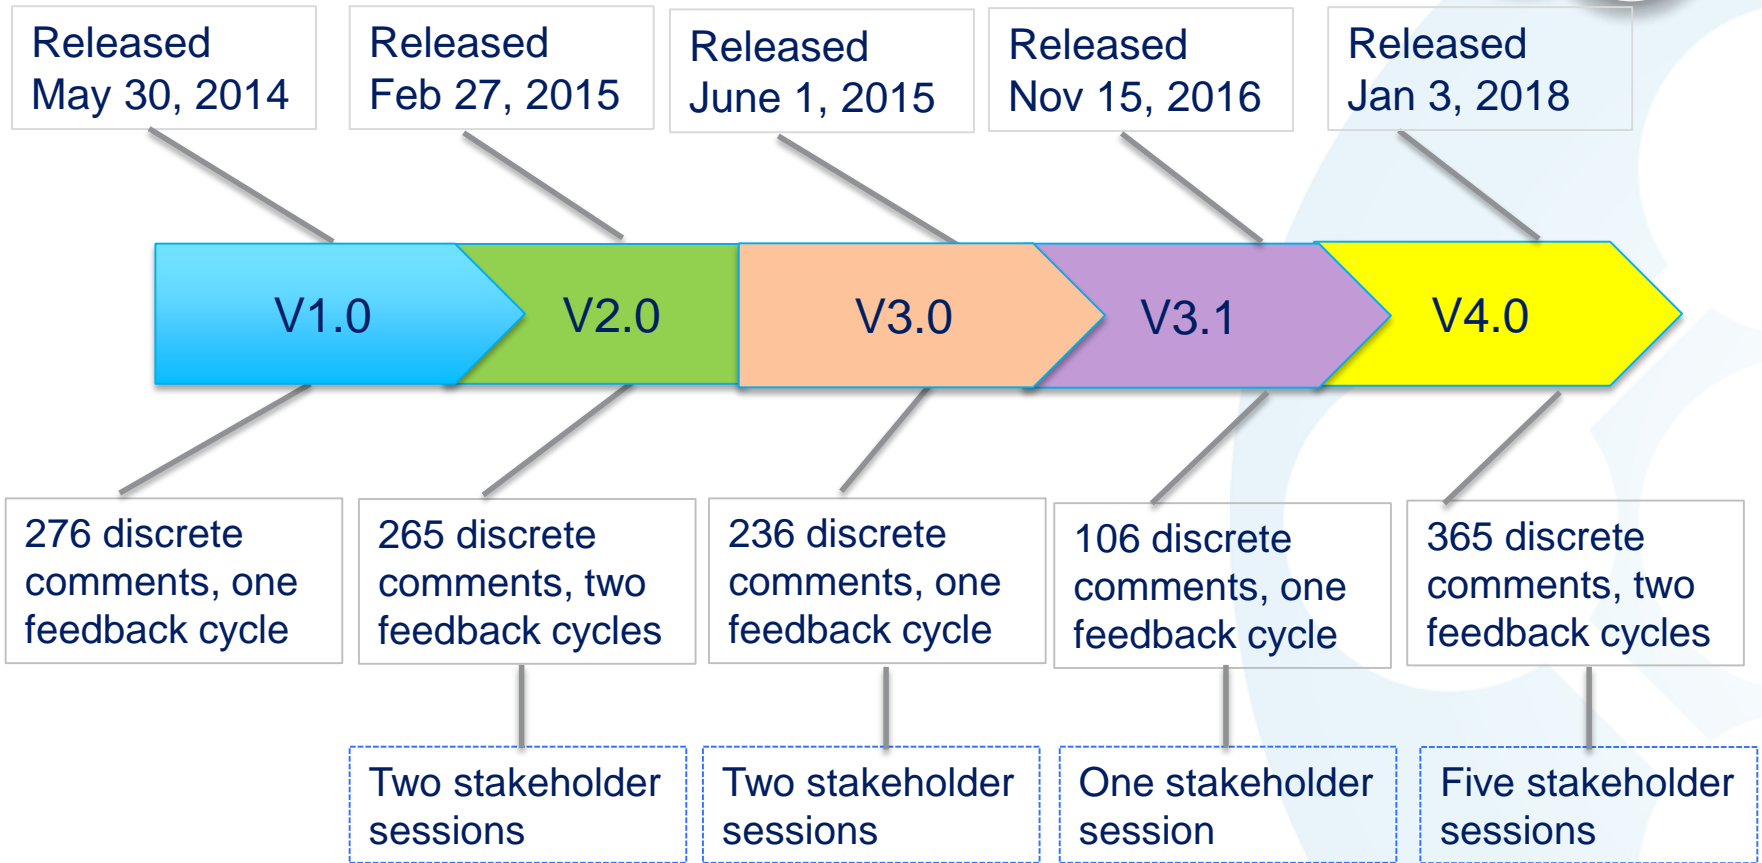 Released
May 30, 2014
Released
Feb 27, 2015
Released
June 1, 2015
Released
Nov 15, 2016
Released
Jan 3, 2018
V1.0
V2.0
V3.0
V3.1
V4.0
276 discrete
comments, one
feedback cycle
265 discrete
comments, two
feedback cycles
236 discrete
comments, one
feedback cycle
106 discrete
comments, one
feedback cycle
365 discrete
comments, two
feedback cycles
Two stakeholder
sessions
Two stakeholder
sessions
One stakeholder
session
Five stakeholder
sessions